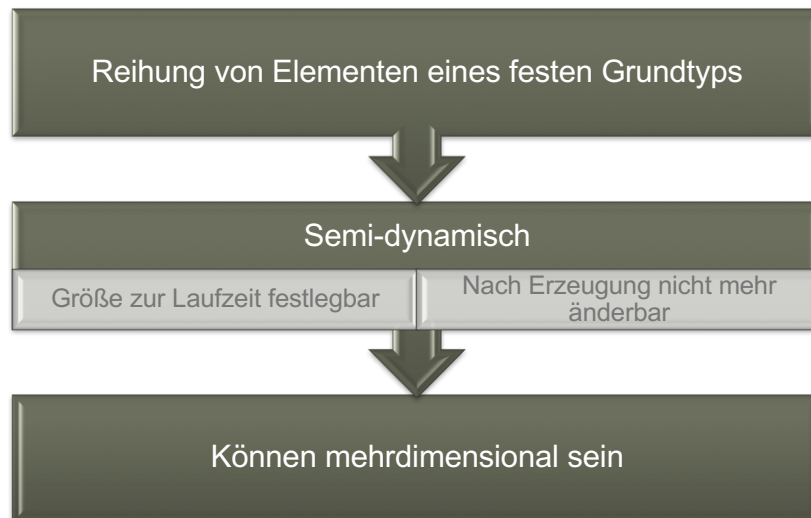 Reihung von Elementen eines festen Grundtyps
Semi-dynamisch
Größe zur Laufzeit festlegbar
Nach Erzeugung nicht mehr
änderbar
Können mehrdimensional sein